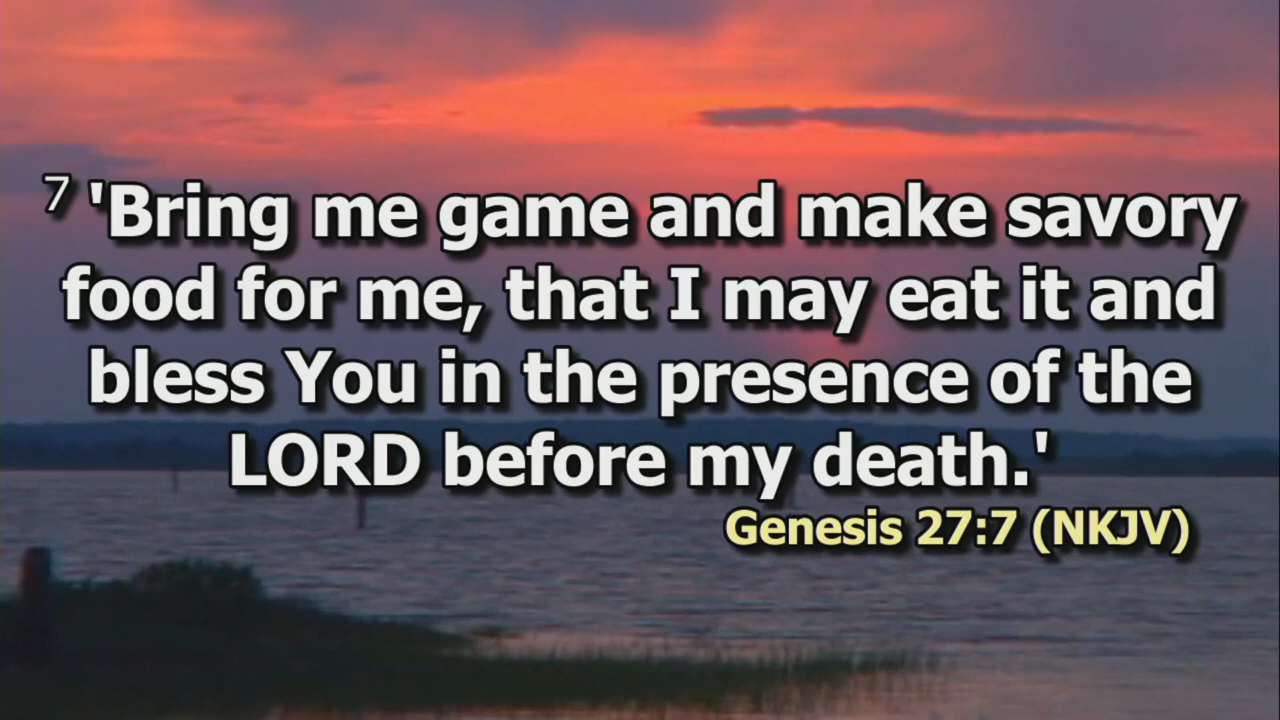 7 'Bring me game and make savory
food for me, that I may eat it and
bless You in the presence of the
LORD before my death.'
Genesis 27:7 (NKJV)